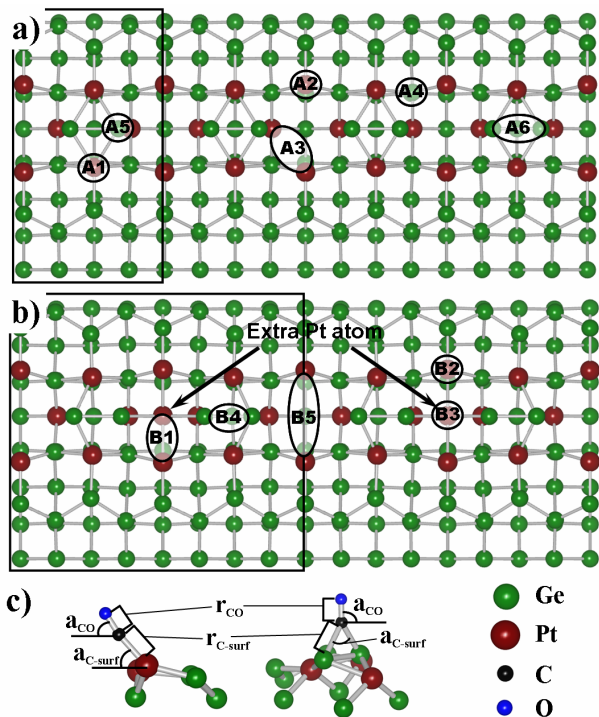 a)
A2
A4
A5
A6
A3
A1
b)
Extra Pt atom
B2
B4
B5
B3
B1
c)
r_CO
a_CO
a_CO
r_C-surf
a_C-surf
a_C-surf
Ge
Pt
C
O